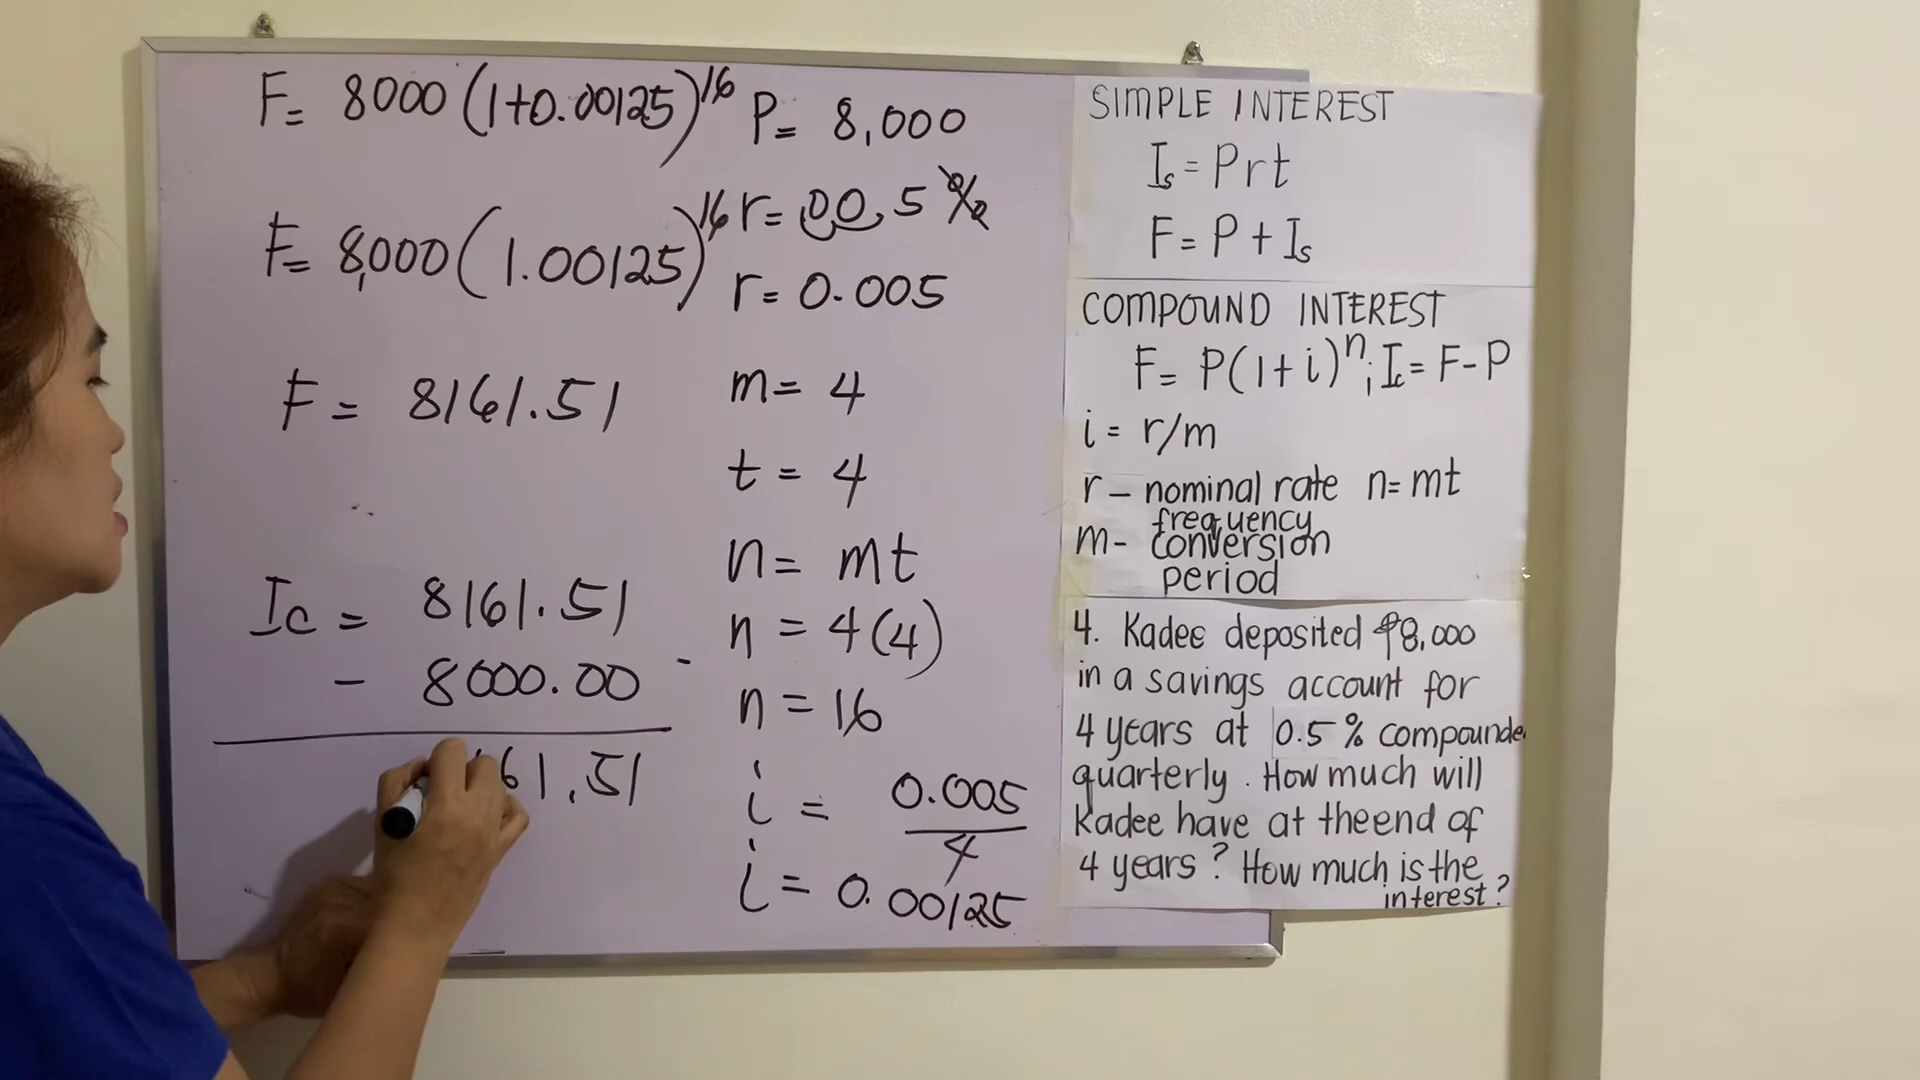 F= 8000 (1+0.00125)^16
F= 8,000 (1.00125)^16
F = 8161.51
Ic = 8161.51
- 8000.00
161.51
P= 8,000
r= 00.5%
r= 0.005
m= 4
t = 4
n= mt
n = 4(4)
n = 16
i = 0.005/4
i = 0.00125
SIMPLE INTEREST
Is = Prt
F= P + Is
COMPOUND INTEREST
F= P(1+i)^n; Ic = F-P
i = r/m
r - nominal rate n= mt
m- frequency
conversion
period
4. Kadee deposited ₱8,000
in a savings account for
4 years at 0.5% compounde
quarterly. How much will
Kadee have at the end of
4 years? How much is the
interest?